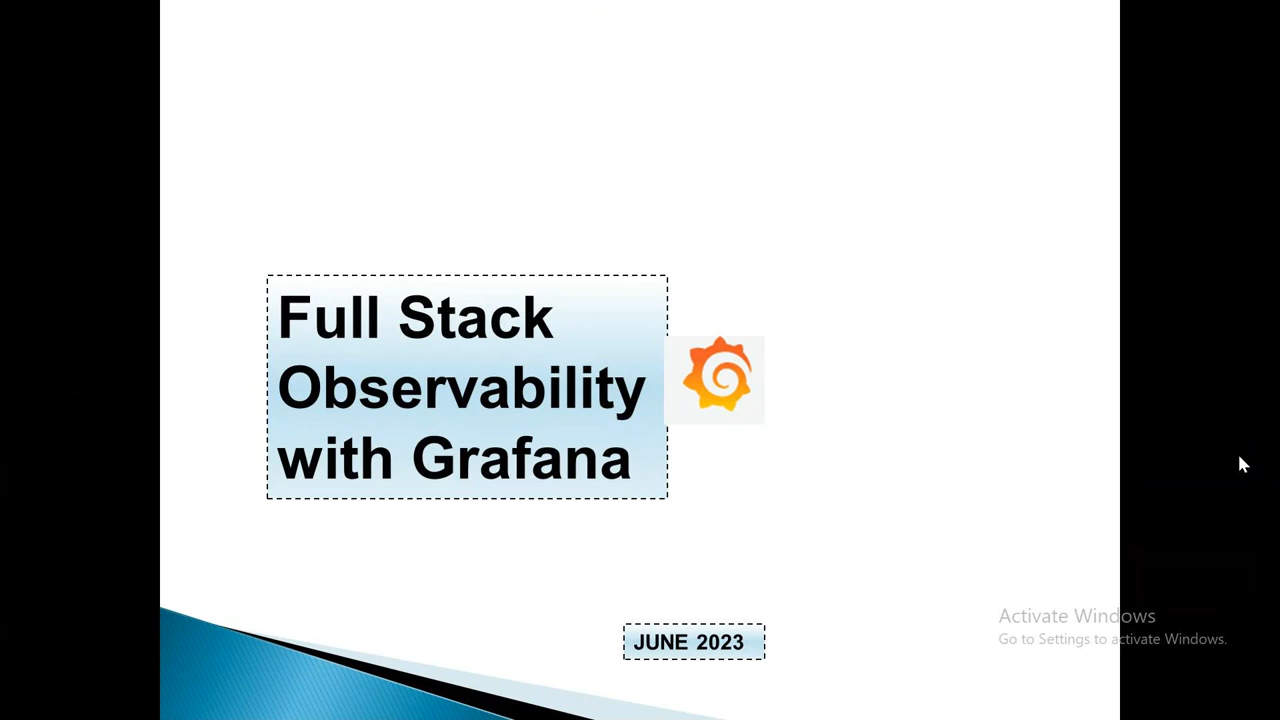 Full Stack
Observability
with Grafana
JUNE 2023
Activate Windows
Go to Settings to activate Windows.